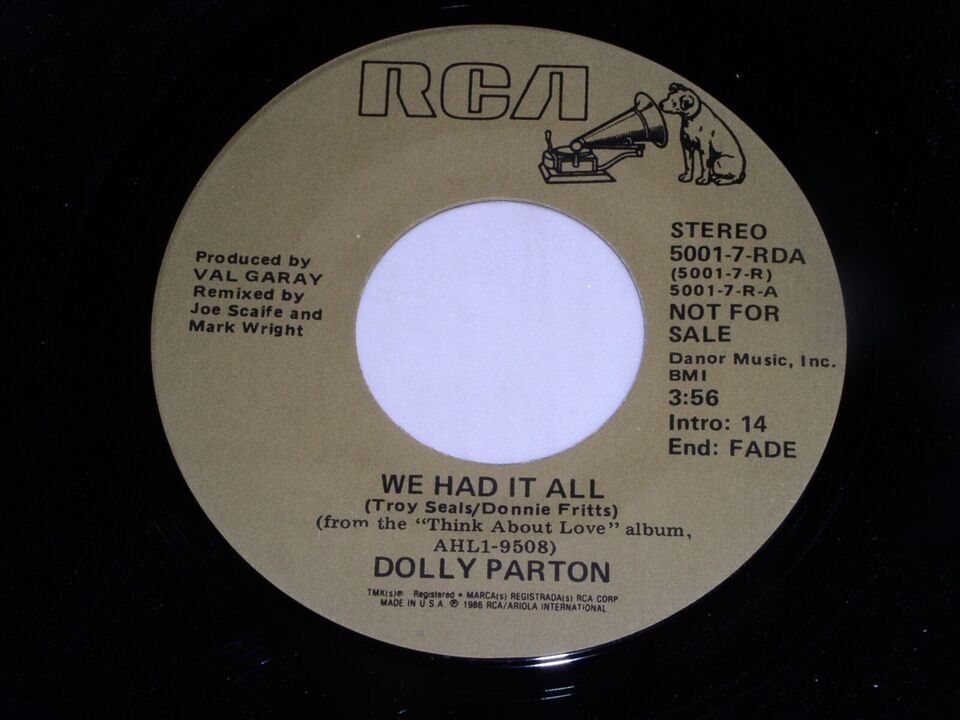 RCA
STEREO
5001-7-RDA
(5001-7-R)
5001-7-R-A
NOT FOR
SALE
Danor Music, Inc.
BMI
3:56
Intro: 14
End: FADE
Produced by
VAL GARAY
Remixed by
Joe Scaife and
Mark Wright
WE HAD IT ALL
(Troy Seals/Donnie Fritts)
(from the "Think About Love" album,
AHL1-9508)
DOLLY PARTON
TMK(s)® Registered • MARCA(s) REGISTRADA(s) RCA CORP
MADE IN U.S.A ℗ 1986 RCA/ARIOLA INTERNATIONAL